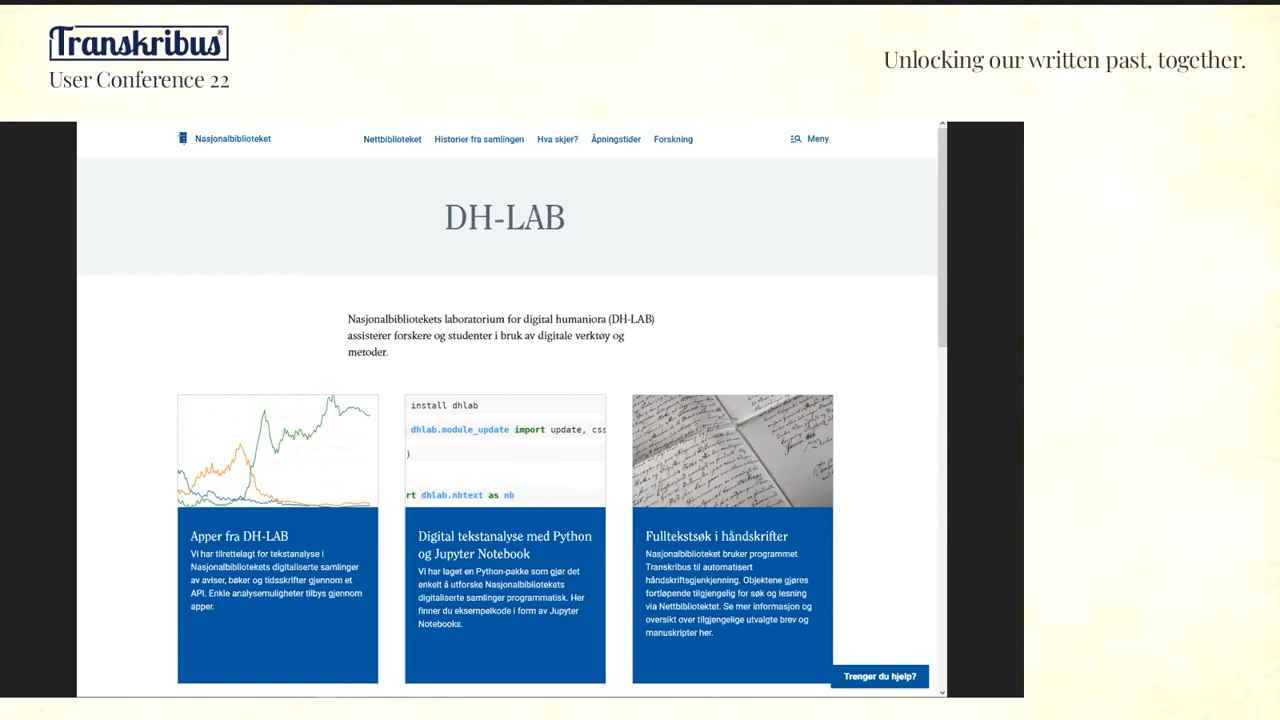 Transkribus®
User Conference 22
Unlocking our written past, together.
Nasjonalbiblioteket
Nettbiblioteket Historier fra samlingen Hva skjer? Åpningstider Forskning
Meny
DH-LAB
Nasjonalbibliotekets laboratorium for digital humaniora (DH-LAB)
assisterer forskere og studenter i bruk av digitale verktøy og
metoder.
install dhlab
dhlab.module_update import update, css
)
rt dhlab.nbtext as nb
Apper fra DH-LAB
Vi har tilrettelagt for tekstanalyse i
Nasjonalbibliotekets digitaliserte samlinger
av aviser, bøker og tidsskrifter gjennom et
API. Enkle analysemuligheter tilbys gjennom
apper.
Digital tekstanalyse med Python
og Jupyter Notebook
Vi har laget en Python-pakke som gjør det
enkelt å utforske Nasjonalbibliotekets
digitaliserte samlinger programmatisk. Her
finner du eksempelkode i form av Jupyter
Notebooks.
Fulltekstsøk i håndskrifter
Nasjonalbiblioteket bruker programmet
Transkribus til automatisert
håndskriftsgjenkjenning. Objektene gjøres
fortløpende tilgjengelig for søk og lesning
via Nettbibliotektet. Se mer informasjon og
oversikt over tilgjengelige utvalgte brev og
manuskripter her.
Trenger du hjelp?